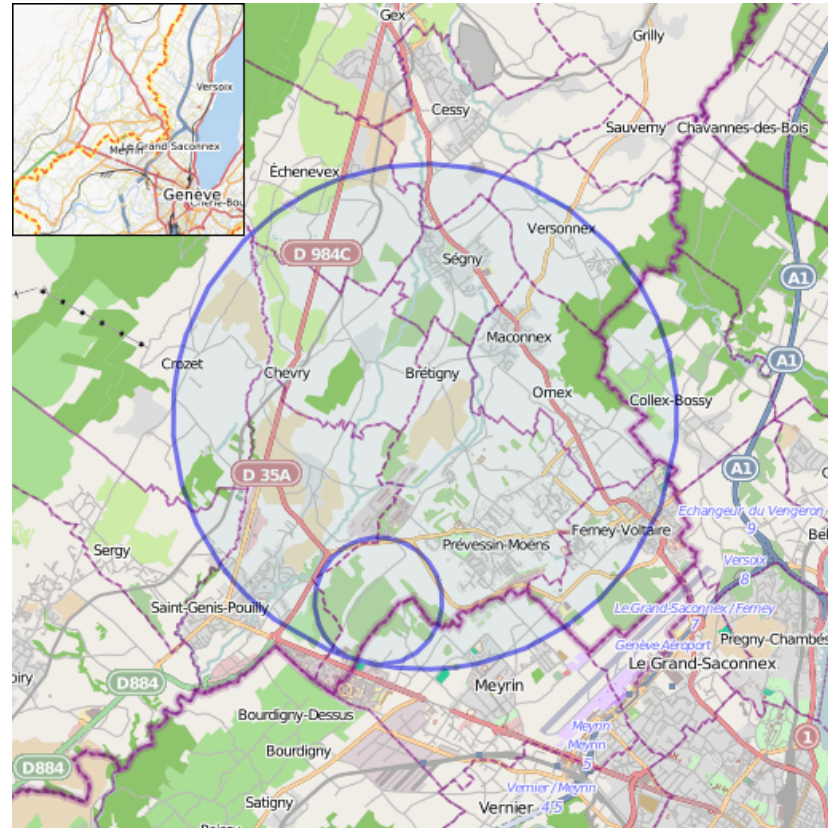 Gex
Grilly
Versoix
Cessy
Meyrin
Le Grand Saconnex
Sauverny
Chavannes-des-Bois
Échenevex
Genève
Versonnex
D 984C
Ségny
A1
Maconnex
A1
Crozet
Chevry
Brétigny
Ornex
Collex-Bossy
D 35A
A1
Echangeur du Vengeron
9
Ferney-Voltaire
Prévessin-Moëns
Sergy
Versoix
8
Saint-Genis-Pouilly
Le Grand-Saconnex / Ferney
7
Genève Aéroport
Pregny-Chambés
Le Grand-Saconnex
D884
Meyrin
Bourdigny-Dessus
Meyrin
Meyrin
5
1
Bourdigny
D884
Vernier / Meyrin
4,5
Satigny
Vernier